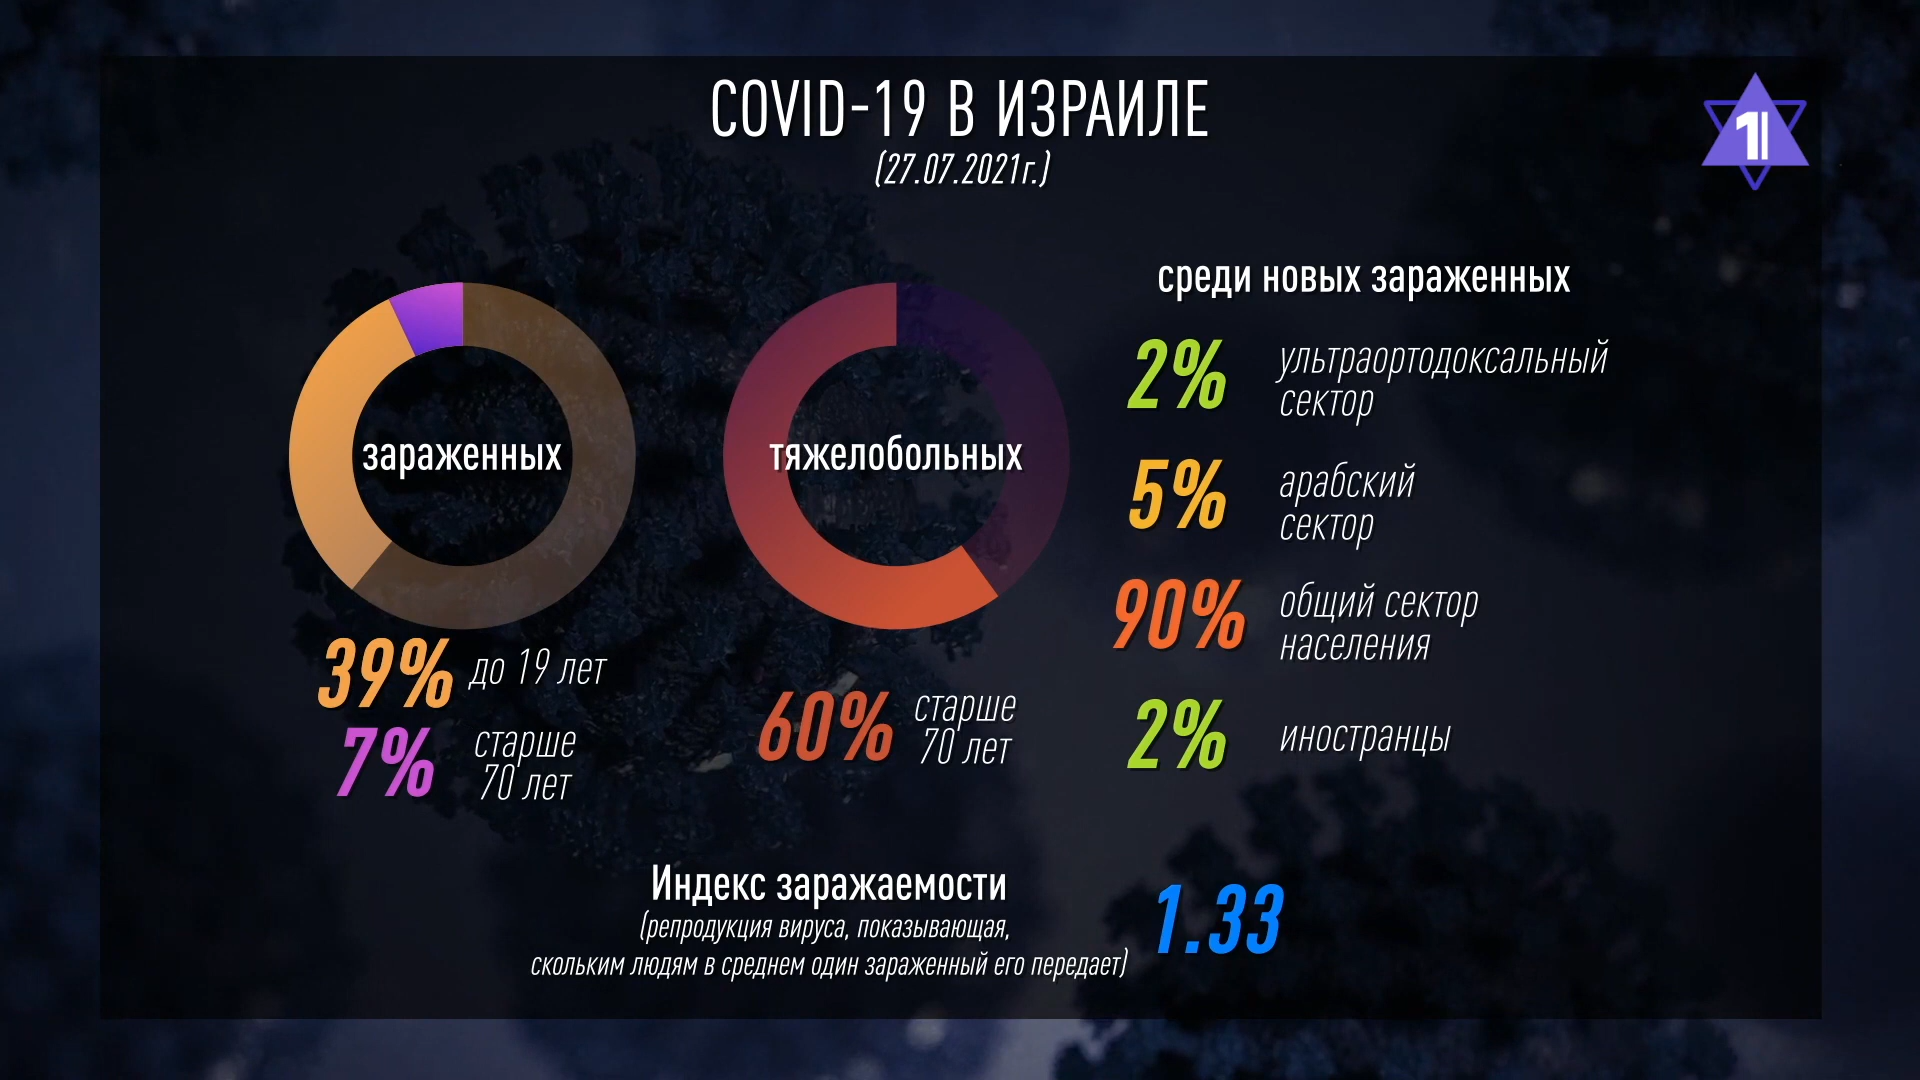 COVID-19 В ИЗРАИЛЕ
(27.07.2021г.)
зараженных
39% до 19 лет
7% старше
70 лет
тяжелобольных
60% старше
70 лет
среди новых зараженных
2% ультраортодоксальный
сектор
5% арабский
сектор
90% общий сектор
населения
2% иностранцы
Индекс заражаемости
(репродукция вируса, показывающая,
скольким людям в среднем один зараженный его передает)
1.33